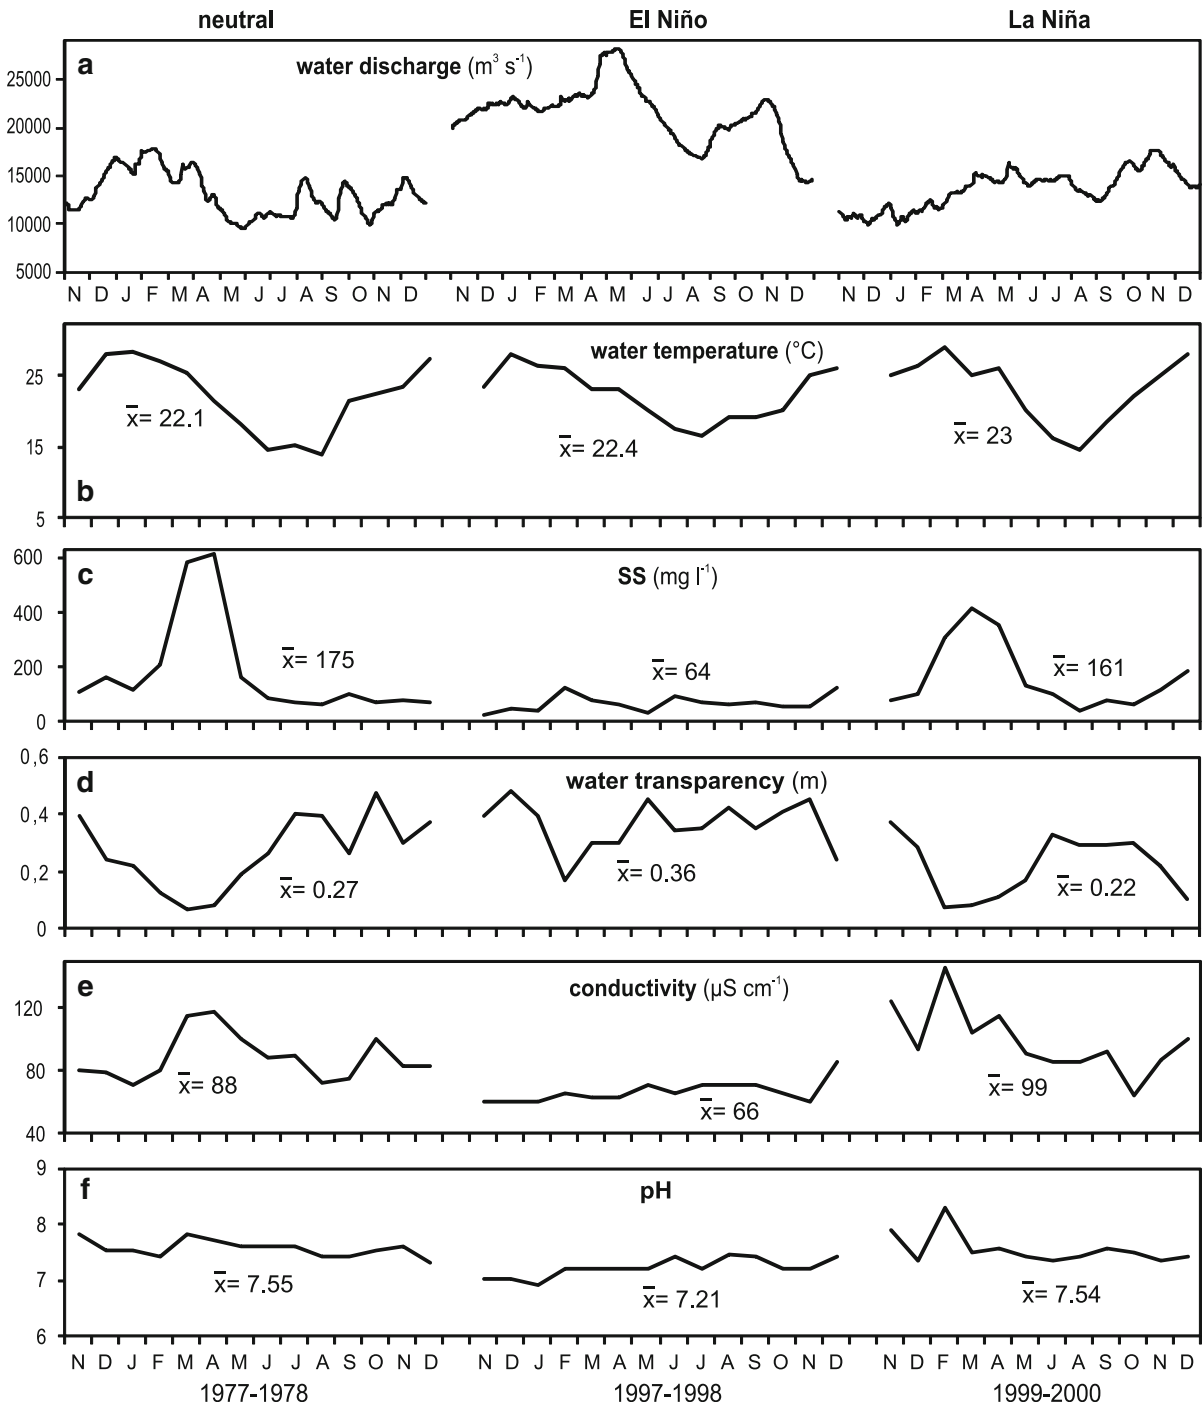 neutral El Niño La Niña
a water discharge (m³ s⁻¹)
25000
20000
15000
10000
5000
N D J F M A M J J A S O N D N D J F M A M J J A S O N D N D J F M A M J J A S O N D
b water temperature (°C)
25
x̄= 22.1 x̄= 22.4 x̄= 23
15
5
c SS (mg l⁻¹)
600
400
200
0
x̄= 175 x̄= 64 x̄= 161
d water transparency (m)
0,6
0,4
0,2
0
x̄= 0.27 x̄= 0.36 x̄= 0.22
e conductivity (µS cm⁻¹)
120
80
40
x̄= 88 x̄= 66 x̄= 99
f pH
9
8
7
6
x̄= 7.55 x̄= 7.21 x̄= 7.54
N D J F M A M J J A S O N D N D J F M A M J J A S O N D N D F M A M J J A S O N D
1977-1978 1997-1998 1999-2000